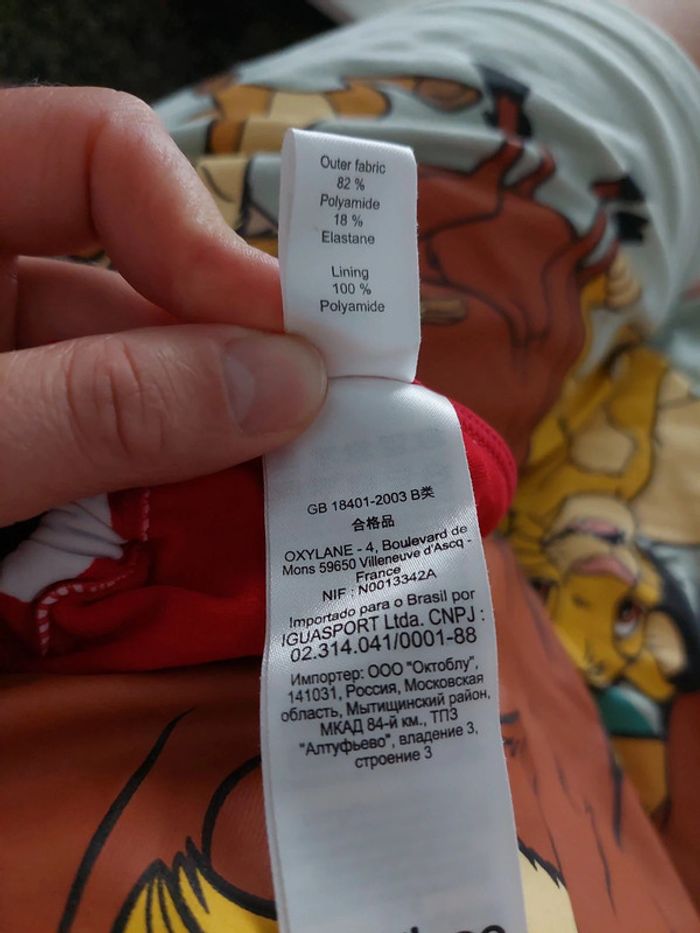 Outer fabric
82 %
Polyamide
18 %
Elastane
Lining
100 %
Polyamide
GB 18401-2003 B类
合格品
OXYLANE - 4, Boulevard de
Mons 59650 Villeneuve d'Ascq -
France
NIF : N0013342A
Importado para o Brasil por
IGUASPORT Ltda. CNPJ :
02.314.041/0001-88
Импортер: ООО "Октоблу",
141031, Россия, Московская
область, Мытищинский район,
МКАД 84-й км., ТПЗ
"Алтуфьево", владение 3,
строение 3